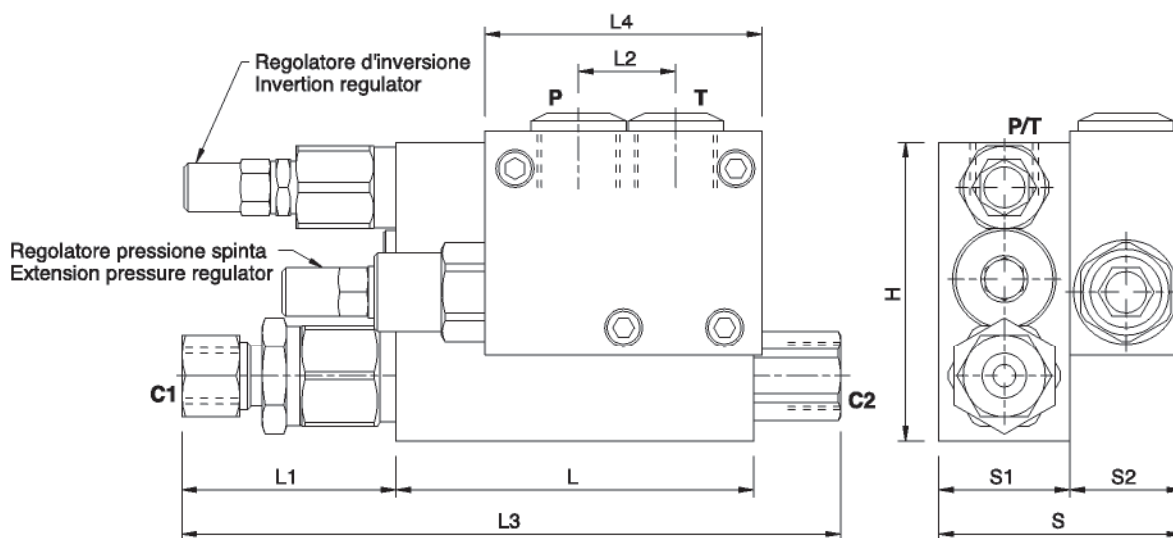 L4
Regolatore d'inversione
Invertion regulator
L2
P
T
P/T
Regolatore pressione spinta
Extension pressure regulator
H
C1
C2
L1
L
S1
S2
L3
S